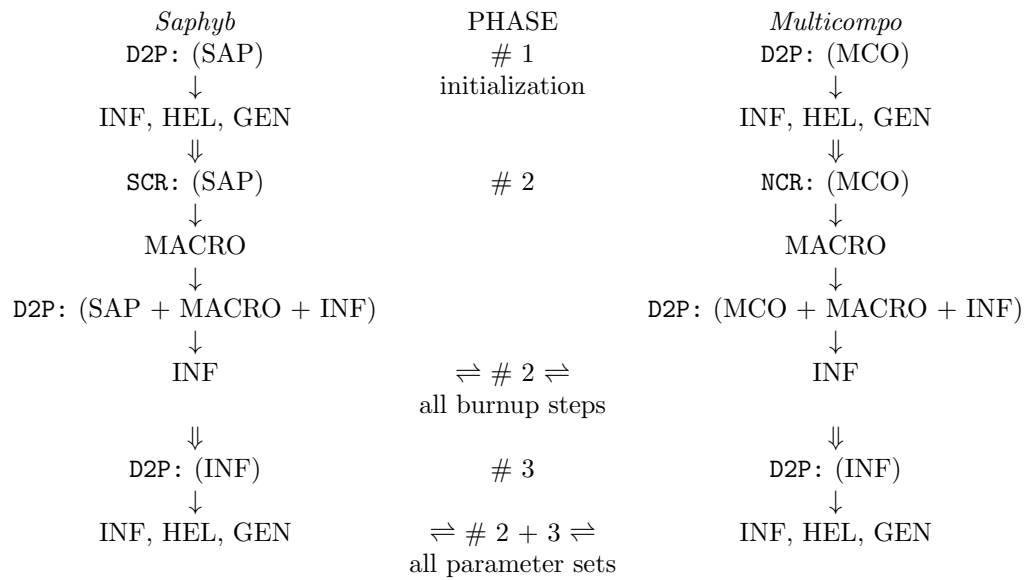 Saphyb PHASE Multicompo
D2P: (SAP) # 1 D2P: (MCO)
↓ initialization ↓
INF, HEL, GEN INF, HEL, GEN
⇓ ⇓
SCR: (SAP) # 2 NCR: (MCO)
↓ ↓
MACRO MACRO
↓ ↓
D2P: (SAP + MACRO + INF) D2P: (MCO + MACRO + INF)
↓ ↓
INF ⇌ # 2 ⇌ INF
all burnup steps
⇓ ⇓
D2P: (INF) # 3 D2P: (INF)
↓ ↓
INF, HEL, GEN ⇌ # 2 + 3 ⇌ INF, HEL, GEN
all parameter sets